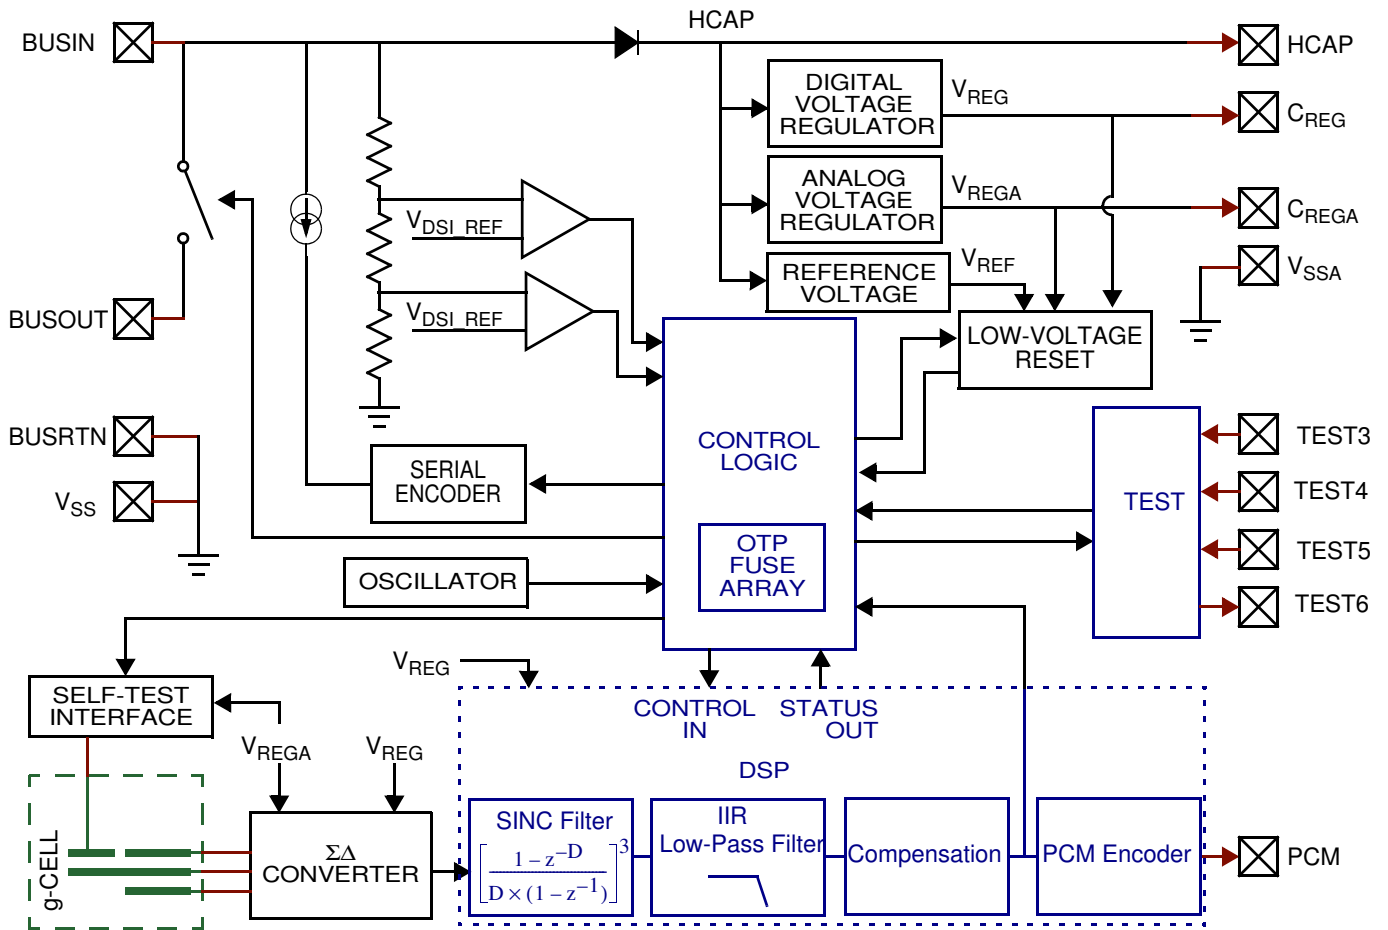 HCAP
BUSIN
HCAP
DIGITAL
VOLTAGE
REGULATOR
VREG
CREG
ANALOG
VOLTAGE
REGULATOR
VREGA
CREGA
VDSI_REF
REFERENCE
VOLTAGE
VREF
VSSA
BUSOUT
VDSI_REF
LOW-VOLTAGE
RESET
BUSRTN
VSS
SERIAL
ENCODER
CONTROL
LOGIC
OTP
FUSE
ARRAY
TEST
TEST3
TEST4
TEST5
TEST6
OSCILLATOR
VREG
SELF-TEST
INTERFACE
CONTROL
IN
STATUS
OUT
VREGA
VREG
DSP
g-CELL
ΣΔ
CONVERTER
SINC Filter
[(1 – z^–D) / (D × (1 – z^–1))]^3
IIR
Low-Pass Filter
Compensation
PCM Encoder
PCM